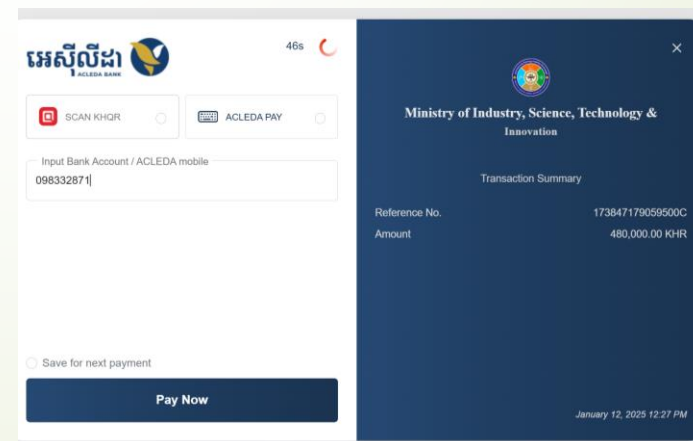 អេស៊ីលីដា
ACLEDA BANK
46s
SCAN KHQR
ACLEDA PAY
Input Bank Account / ACLEDA mobile
098332871
Save for next payment
Pay Now
×
Ministry of Industry, Science, Technology &
Innovation
Transaction Summary
Reference No. 173847179059500C
Amount 480,000.00 KHR
January 12, 2025 12:27 PM